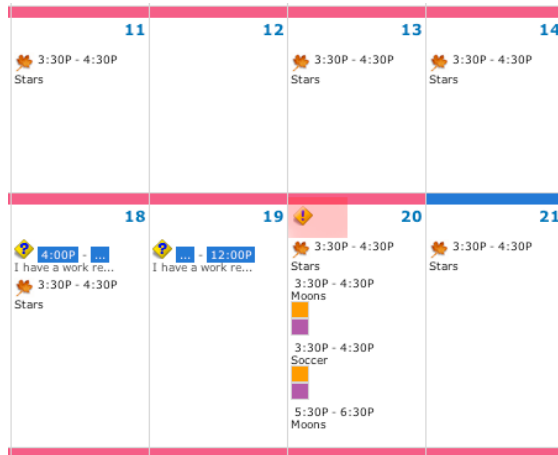 11
12
13
14
3:30P - 4:30P
Stars
3:30P - 4:30P
Stars
3:30P - 4:30P
Stars
18
19
! 20
21
? 4:00P - ...
I have a work re...
3:30P - 4:30P
Stars
? ... - 12:00P
I have a work re...
3:30P - 4:30P
Stars
3:30P - 4:30P
Moons
3:30P - 4:30P
Soccer
5:30P - 6:30P
Moons
3:30P - 4:30P
Stars